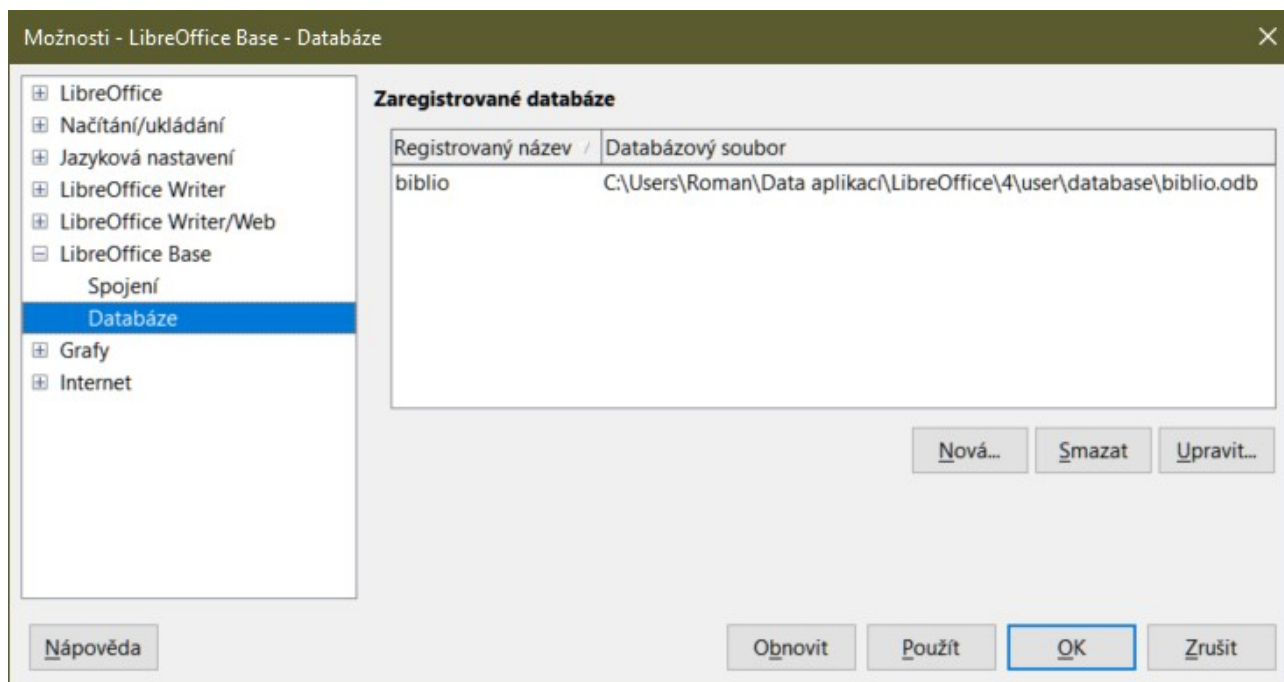 Možnosti - LibreOffice Base - Databáze
LibreOffice
Načítání/ukládání
Jazyková nastavení
LibreOffice Writer
LibreOffice Writer/Web
LibreOffice Base
Spojení
Databáze
Grafy
Internet
Zaregistrované databáze
Registrovaný název Databázový soubor
biblio C:\Users\Roman\Data aplikací\LibreOffice\4\user\database\biblio.odb
Nová... Smazat Upravit...
Nápověda Obnovit Použít OK Zrušit